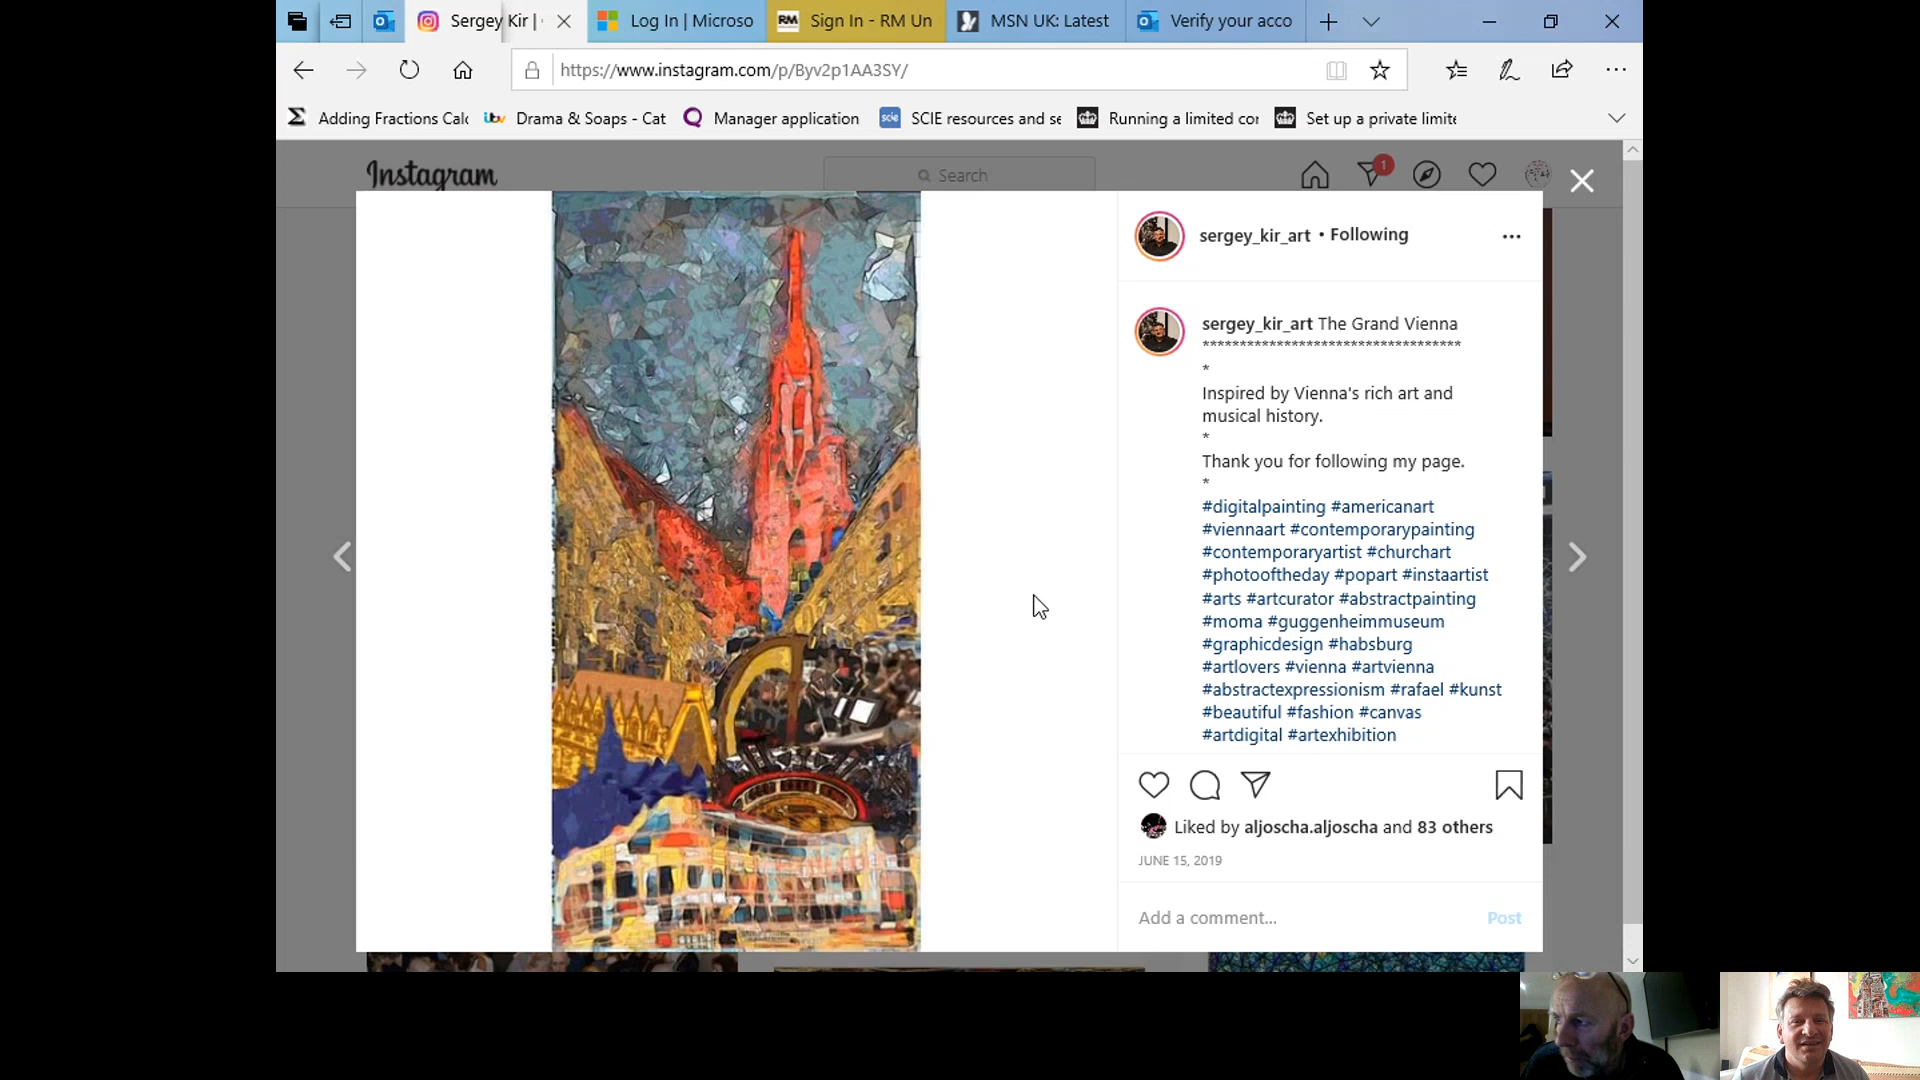 Sergey Kir |
Log In | Microso
RM
Sign In - RM Un
MSN UK: Latest
Verify your acco
https://www.instagram.com/p/Byv2p1AA3SY/
Adding Fractions Calc
itv
Drama & Soaps - Cat
Manager application
scie
SCIE resources and se
Running a limited cor
Set up a private limite
Instagram
Search
1
sergey_kir_art • Following
sergey_kir_art The Grand Vienna
***********************************
*
Inspired by Vienna's rich art and
musical history.
*
Thank you for following my page.
*
#digitalpainting #americanart
#viennaart #contemporarypainting
#contemporaryartist #churchart
#photooftheday #popart #instaartist
#arts #artcurator #abstractpainting
#moma #guggenheimmuseum
#graphicdesign #habsburg
#artlovers #vienna #artvienna
#abstractexpressionism #rafael #kunst
#beautiful #fashion #canvas
#artdigital #artexhibition
Liked by aljoscha.aljoscha and 83 others
JUNE 15, 2019
Add a comment...
Post